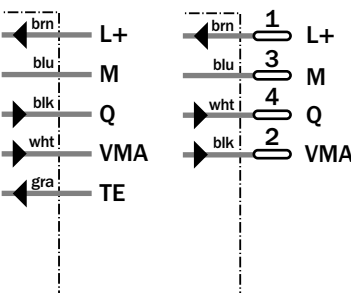 brn L+
blu M
blk Q
wht VMA
gra TE
brn 1 L+
blu 3 M
wht 4 Q
blk 2 VMA